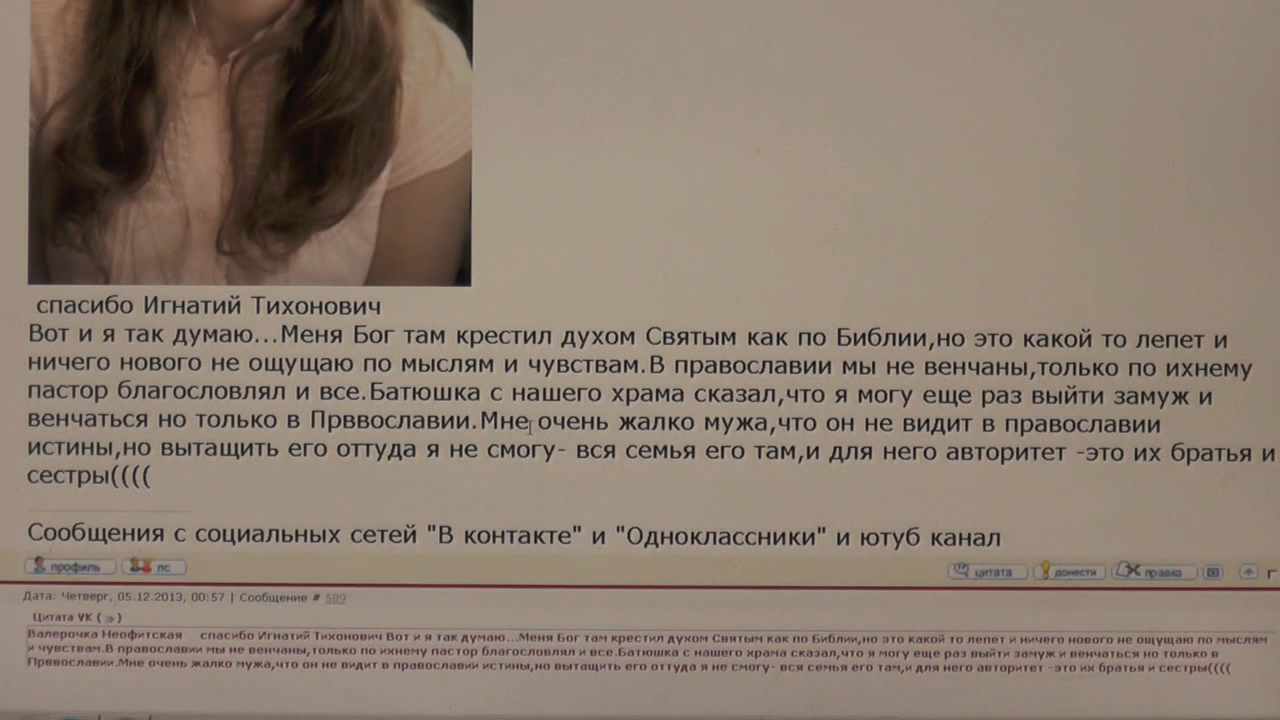 спасибо Игнатий Тихонович
Вот и я так думаю...Меня Бог там крестил духом Святым как по Библии,но это какой то лепет и
ничего нового не ощущаю по мыслям и чувствам.В православии мы не венчаны,только по ихнему
пастор благословлял и все.Батюшка с нашего храма сказал,что я могу еще раз выйти замуж и
венчаться но только в Прввославии.Мне очень жалко мужа,что он не видит в православии
истины,но вытащить его оттуда я не смогу- вся семья его там,и для него авторитет -это их братья и
сестры((((
Сообщения с социальных сетей "В контакте" и "Одноклассники" и ютуб канал
профиль лс цитата донести правка
Дата: Четверг, 05.12.2013, 00:57 | Сообщение # 589
Цитата VK ( )
Валерочка Неофитская спасибо Игнатий Тихонович Вот и я так думаю...Меня Бог там крестил духом Святым как по Библии,но это какой то лепет и ничего нового не ощущаю по мыслям
и чувствам.В православии мы не венчаны,только по ихнему пастор благословлял и все.Батюшка с нашего храма сказал,что я могу еще раз выйти замуж и венчаться но только в
Прввославии.Мне очень жалко мужа,что он не видит в православии истины,но вытащить его оттуда я не смогу- вся семья его там,и для него авторитет -это их братья и сестры((((